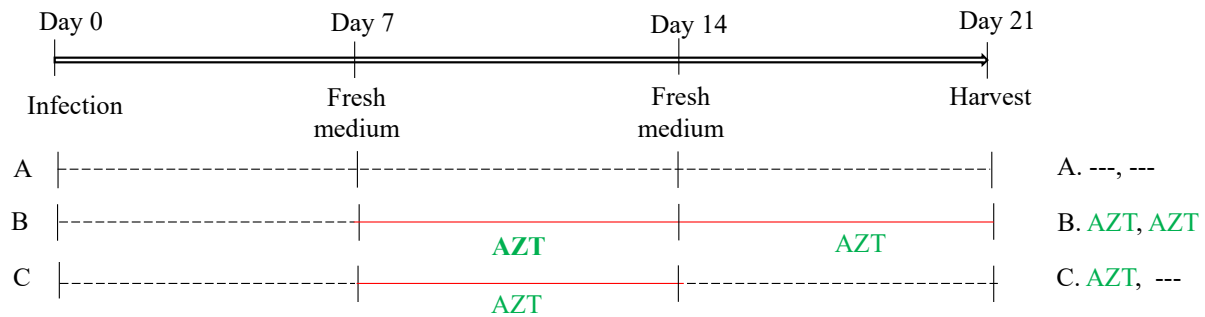 Day 0 Day 7 Day 14 Day 21
Infection Fresh medium Fresh medium Harvest
A A. ---, ---
B AZT AZT B. AZT, AZT
C AZT C. AZT, ---